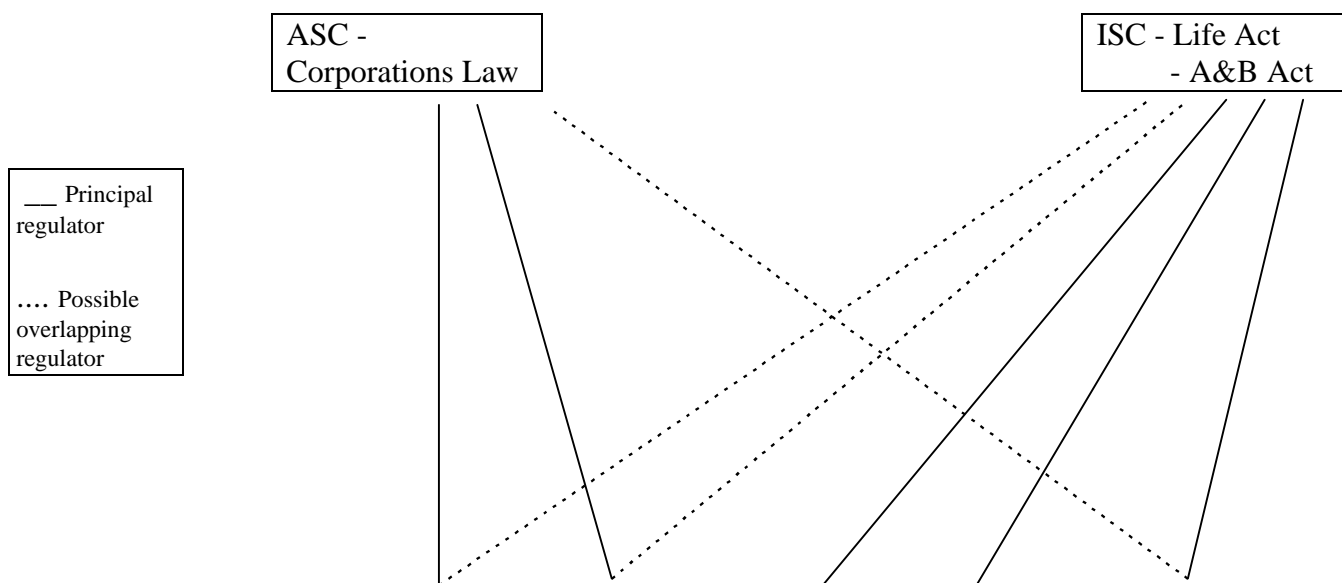 ASC -
Corporations Law
ISC - Life Act
- A&B Act
__ Principal
regulator
.... Possible
overlapping
regulator